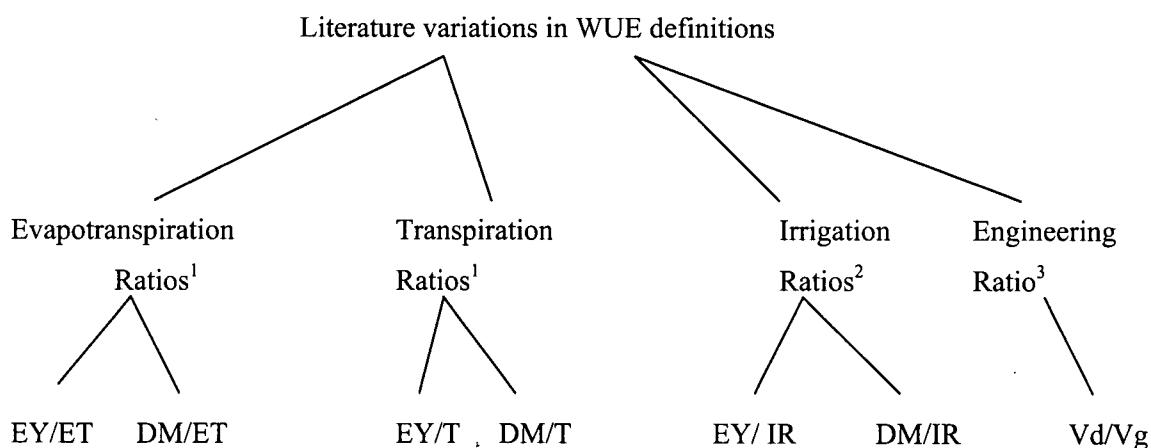 Literature variations in WUE definitions
Evapotranspiration Transpiration Irrigation Engineering
Ratios¹ Ratios¹ Ratios² Ratio³
EY/ET DM/ET EY/T DM/T EY/ IR DM/IR Vd/Vg